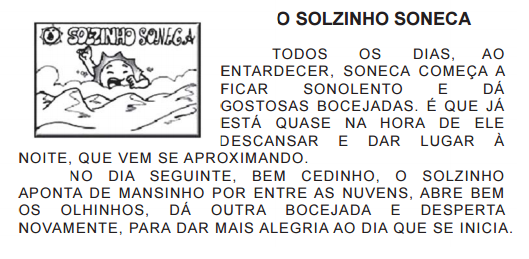 O SOLZINHO SONECA
SOLZINHO SONECA
TODOS OS DIAS, AO
ENTARDECER, SONECA COMEÇA A
FICAR SONOLENTO E DÁ
GOSTOSAS BOCEJADAS. É QUE JÁ
ESTÁ QUASE NA HORA DE ELE
DESCANSAR E DAR LUGAR À
NOITE, QUE VEM SE APROXIMANDO.
NO DIA SEGUINTE, BEM CEDINHO, O SOLZINHO
APONTA DE MANSINHO POR ENTRE AS NUVENS, ABRE BEM
OS OLHINHOS, DÁ OUTRA BOCEJADA E DESPERTA
NOVAMENTE, PARA DAR MAIS ALEGRIA AO DIA QUE SE INICIA.